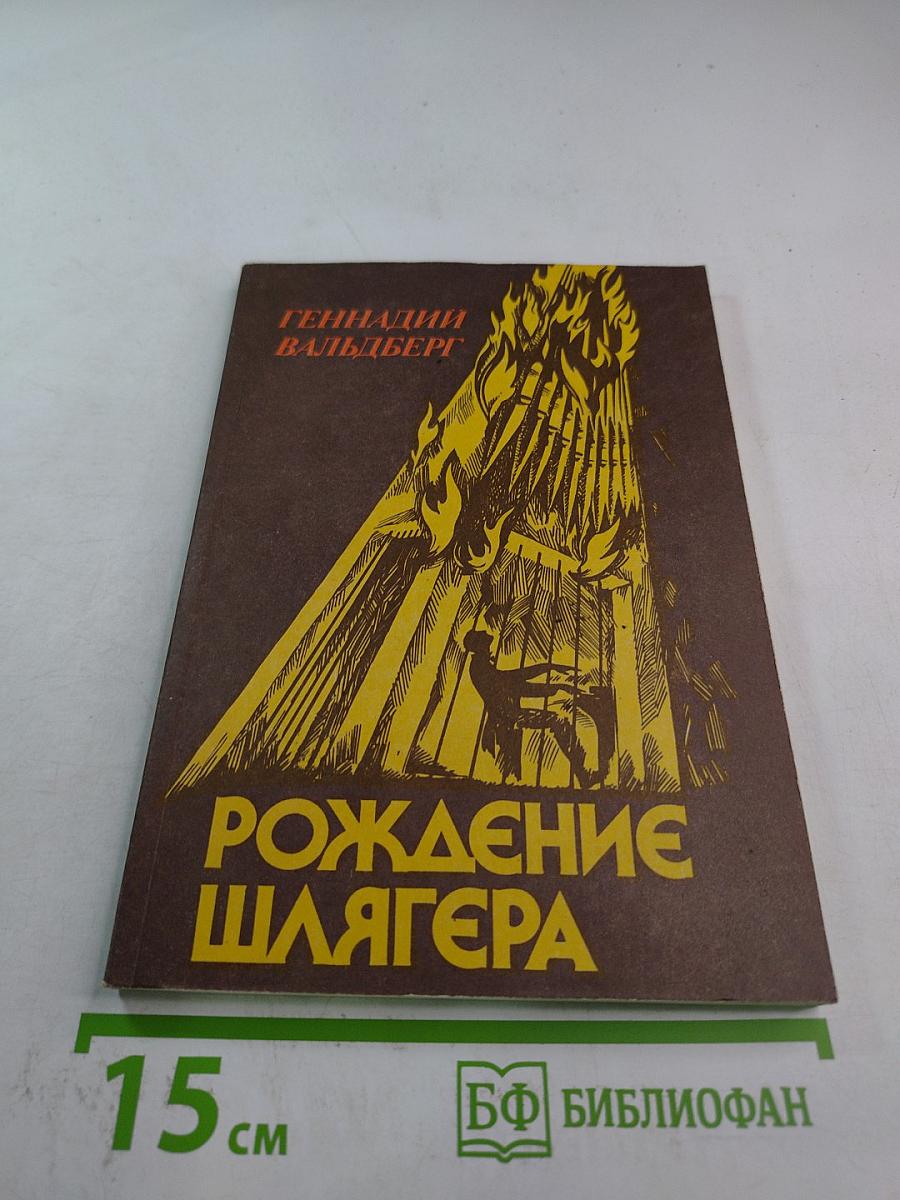 ГЕННАДИЙ
ВАЛЬДБЕРГ
РОЖДЕНИЕ
ШЛЯГЕРА
15 см
БФ БИБЛИОФАН